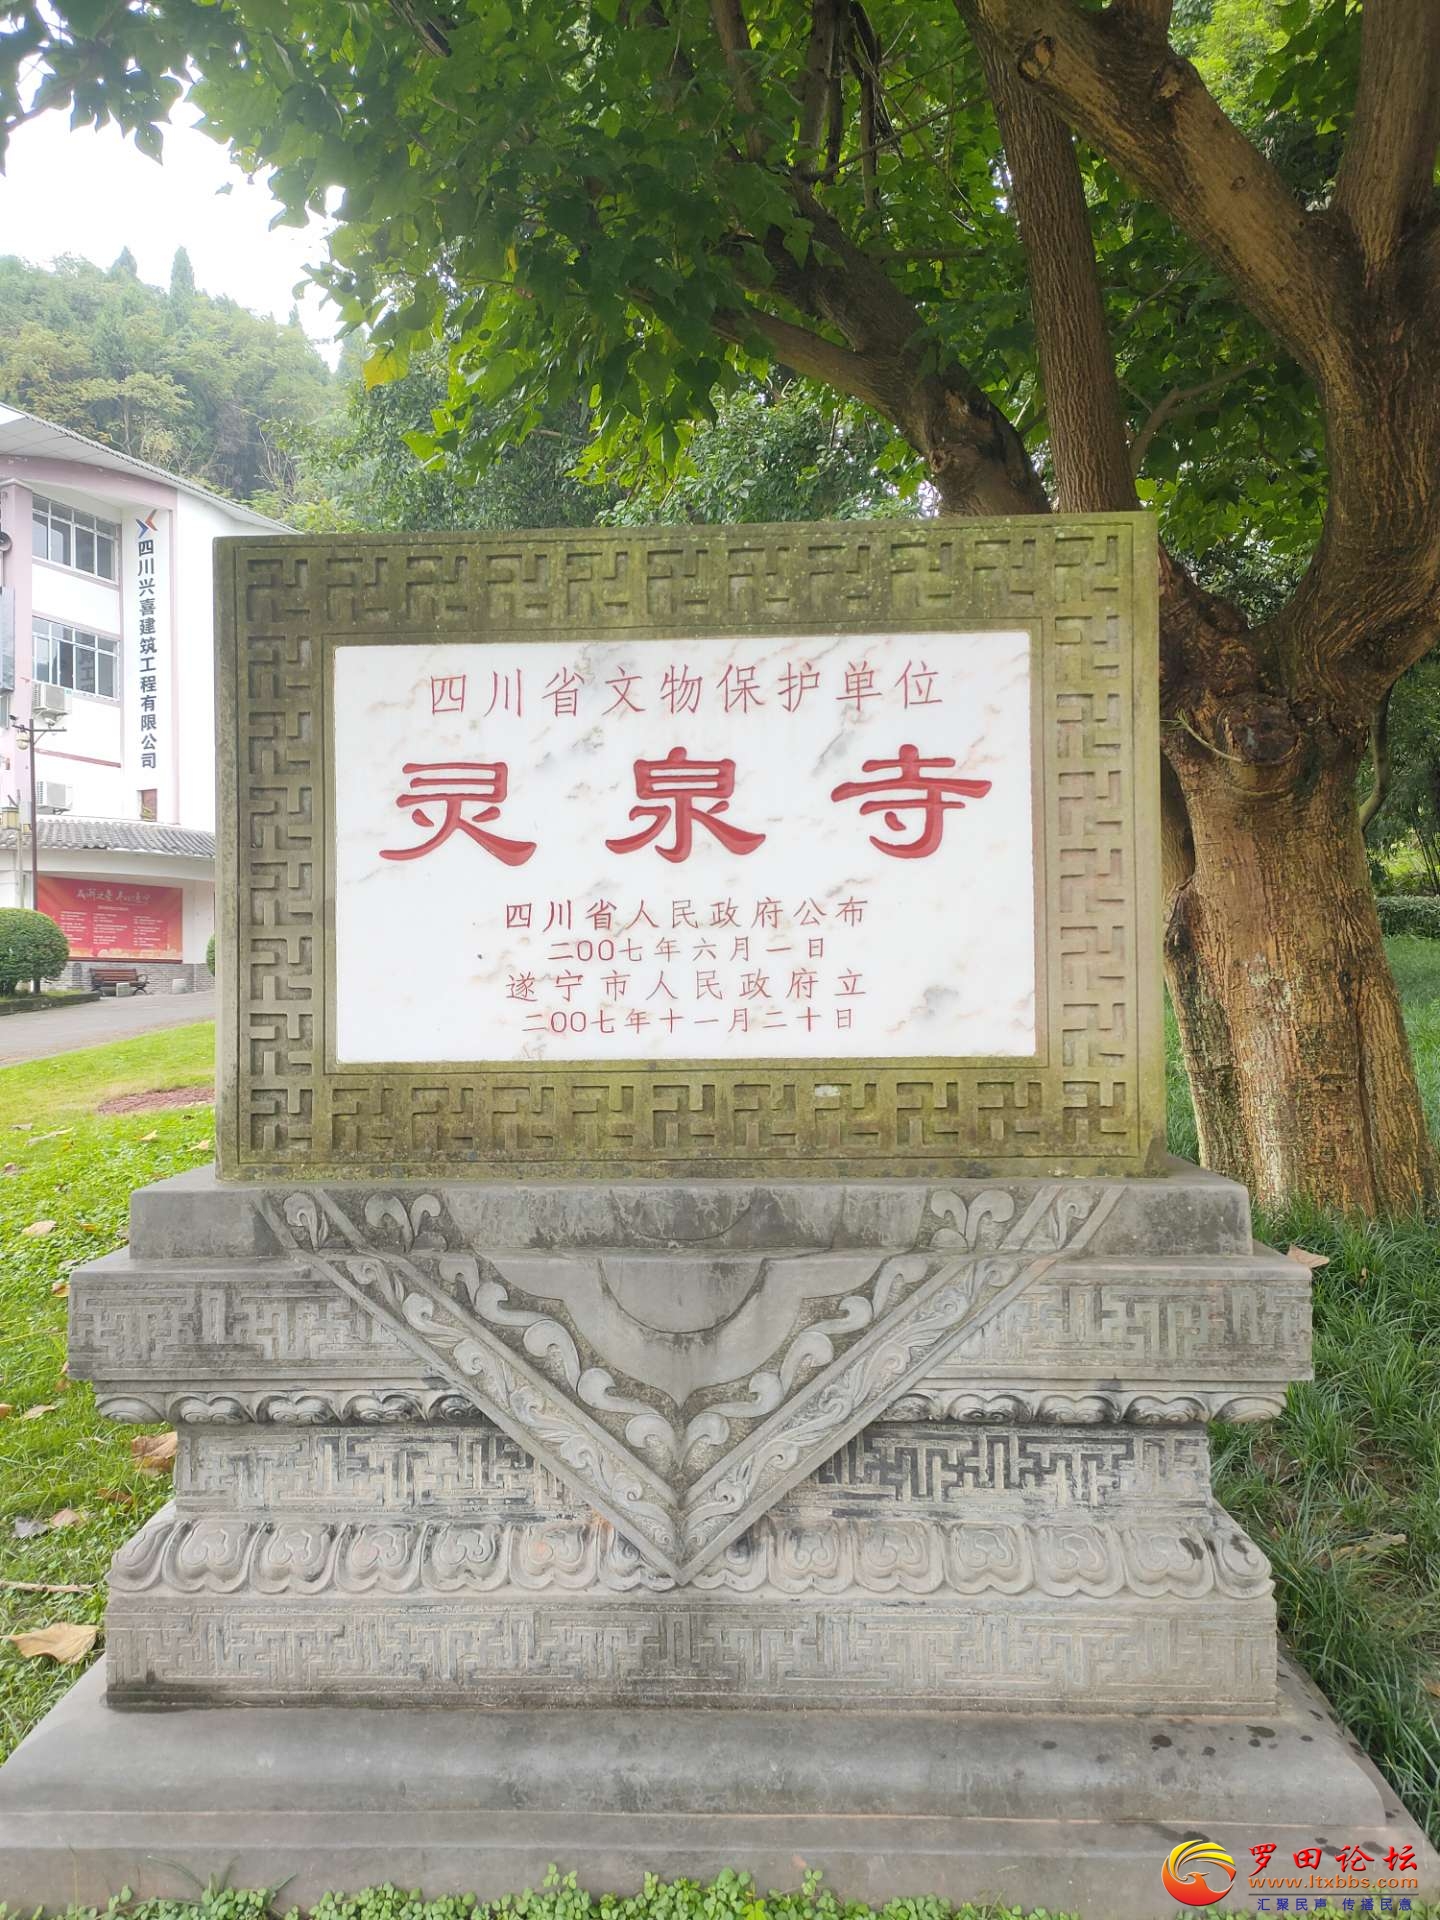 四川兴喜建筑工程有限公司
四川省文物保护单位
灵泉寺
四川省人民政府公布
二00七年六月一日
遂宁市人民政府立
二00七年十一月二十日
罗田论坛
www.ltxbbs.com
汇聚民声 传播民意